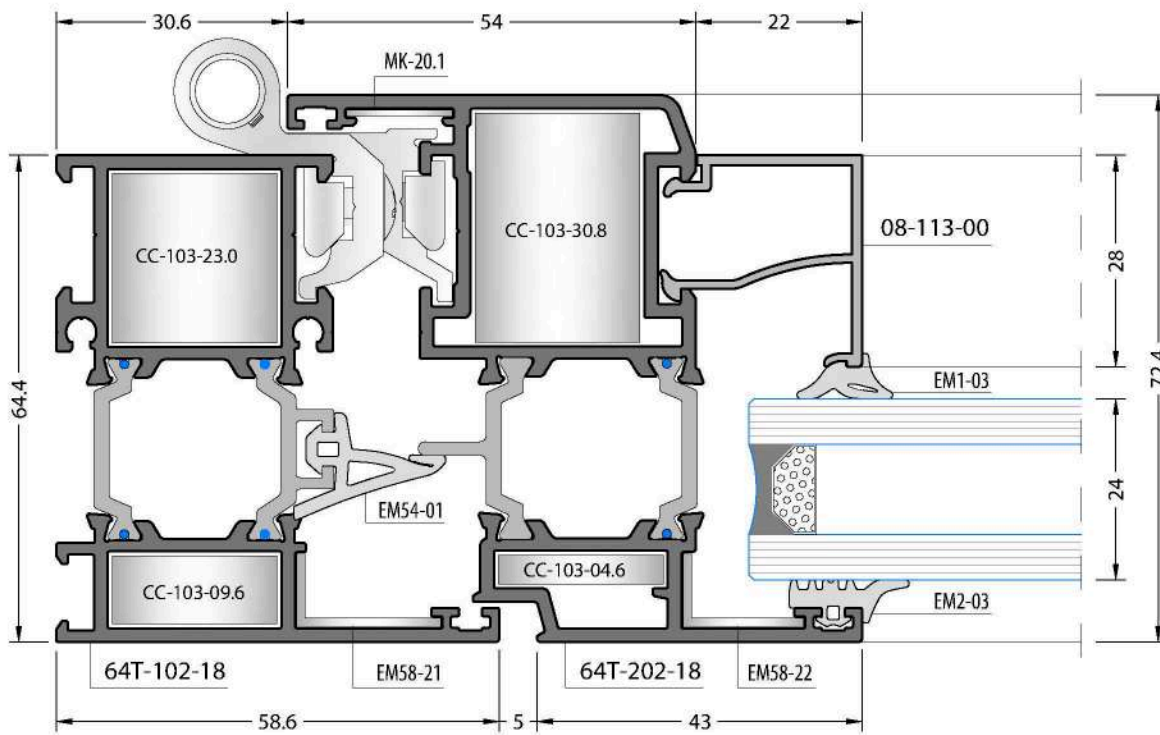 30.6
54
22
MK-20.1
CC-103-23.0
CC-103-30.8
08-113-00
28
72.4
64.4
EM1-03
24
EM54-01
CC-103-09.6
CC-103-04.6
EM2-03
64T-102-18
EM58-21
64T-202-18
EM58-22
58.6
5
43